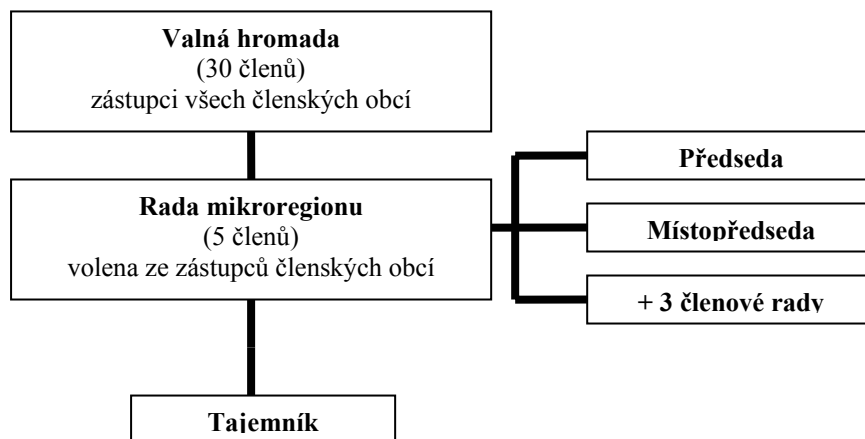 Valná hromada
(30 členů)
zástupci všech členských obcí
Rada mikroregionu
(5 členů)
volena ze zástupců členských obcí
Předseda
Místopředseda
+ 3 členové rady
Tajemník